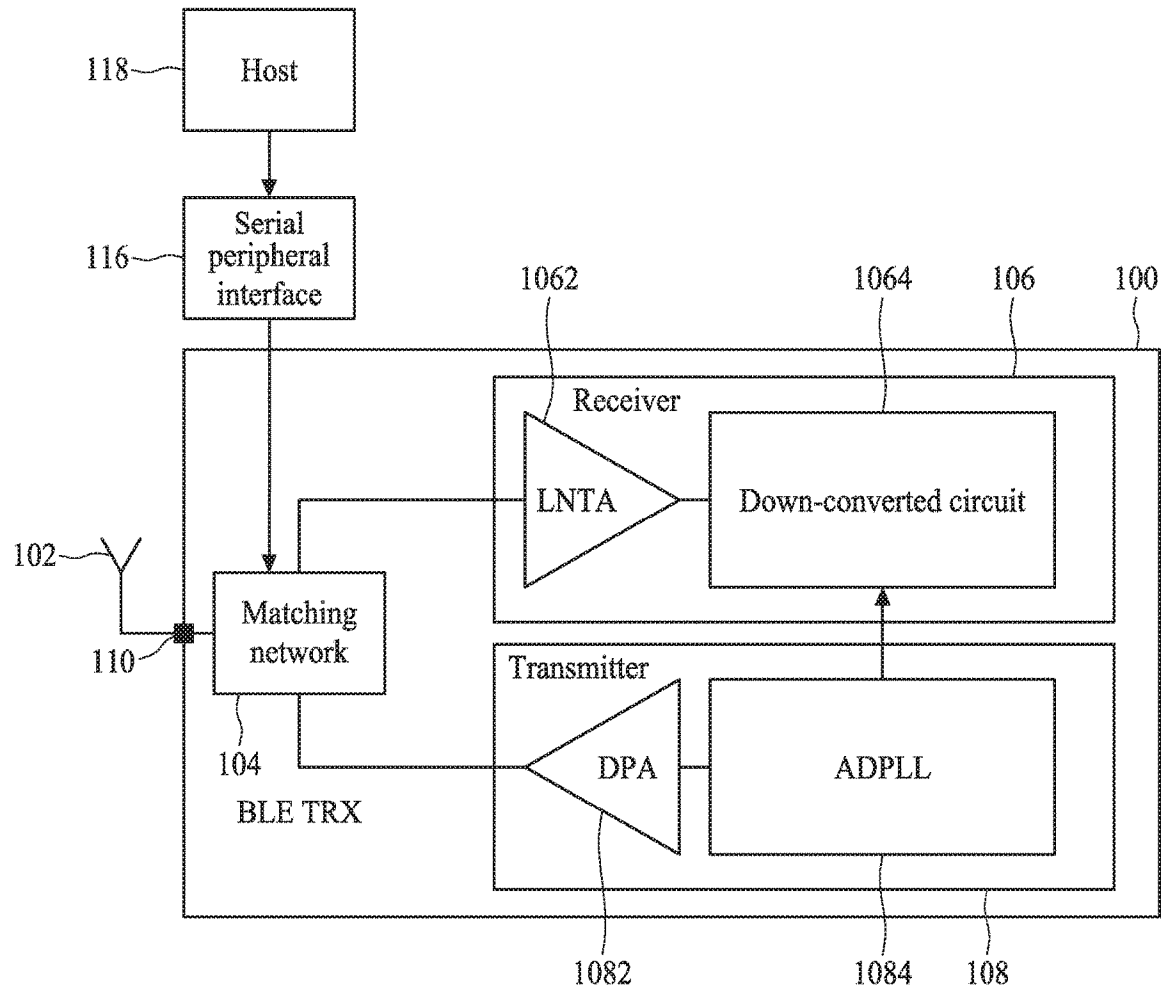 118
Host
116
Serial
peripheral
interface
1062
1064
106
100
Receiver
LNTA
Down-converted circuit
102
Matching
network
110
104
Transmitter
DPA
ADPLL
BLE TRX
1082
1084
108